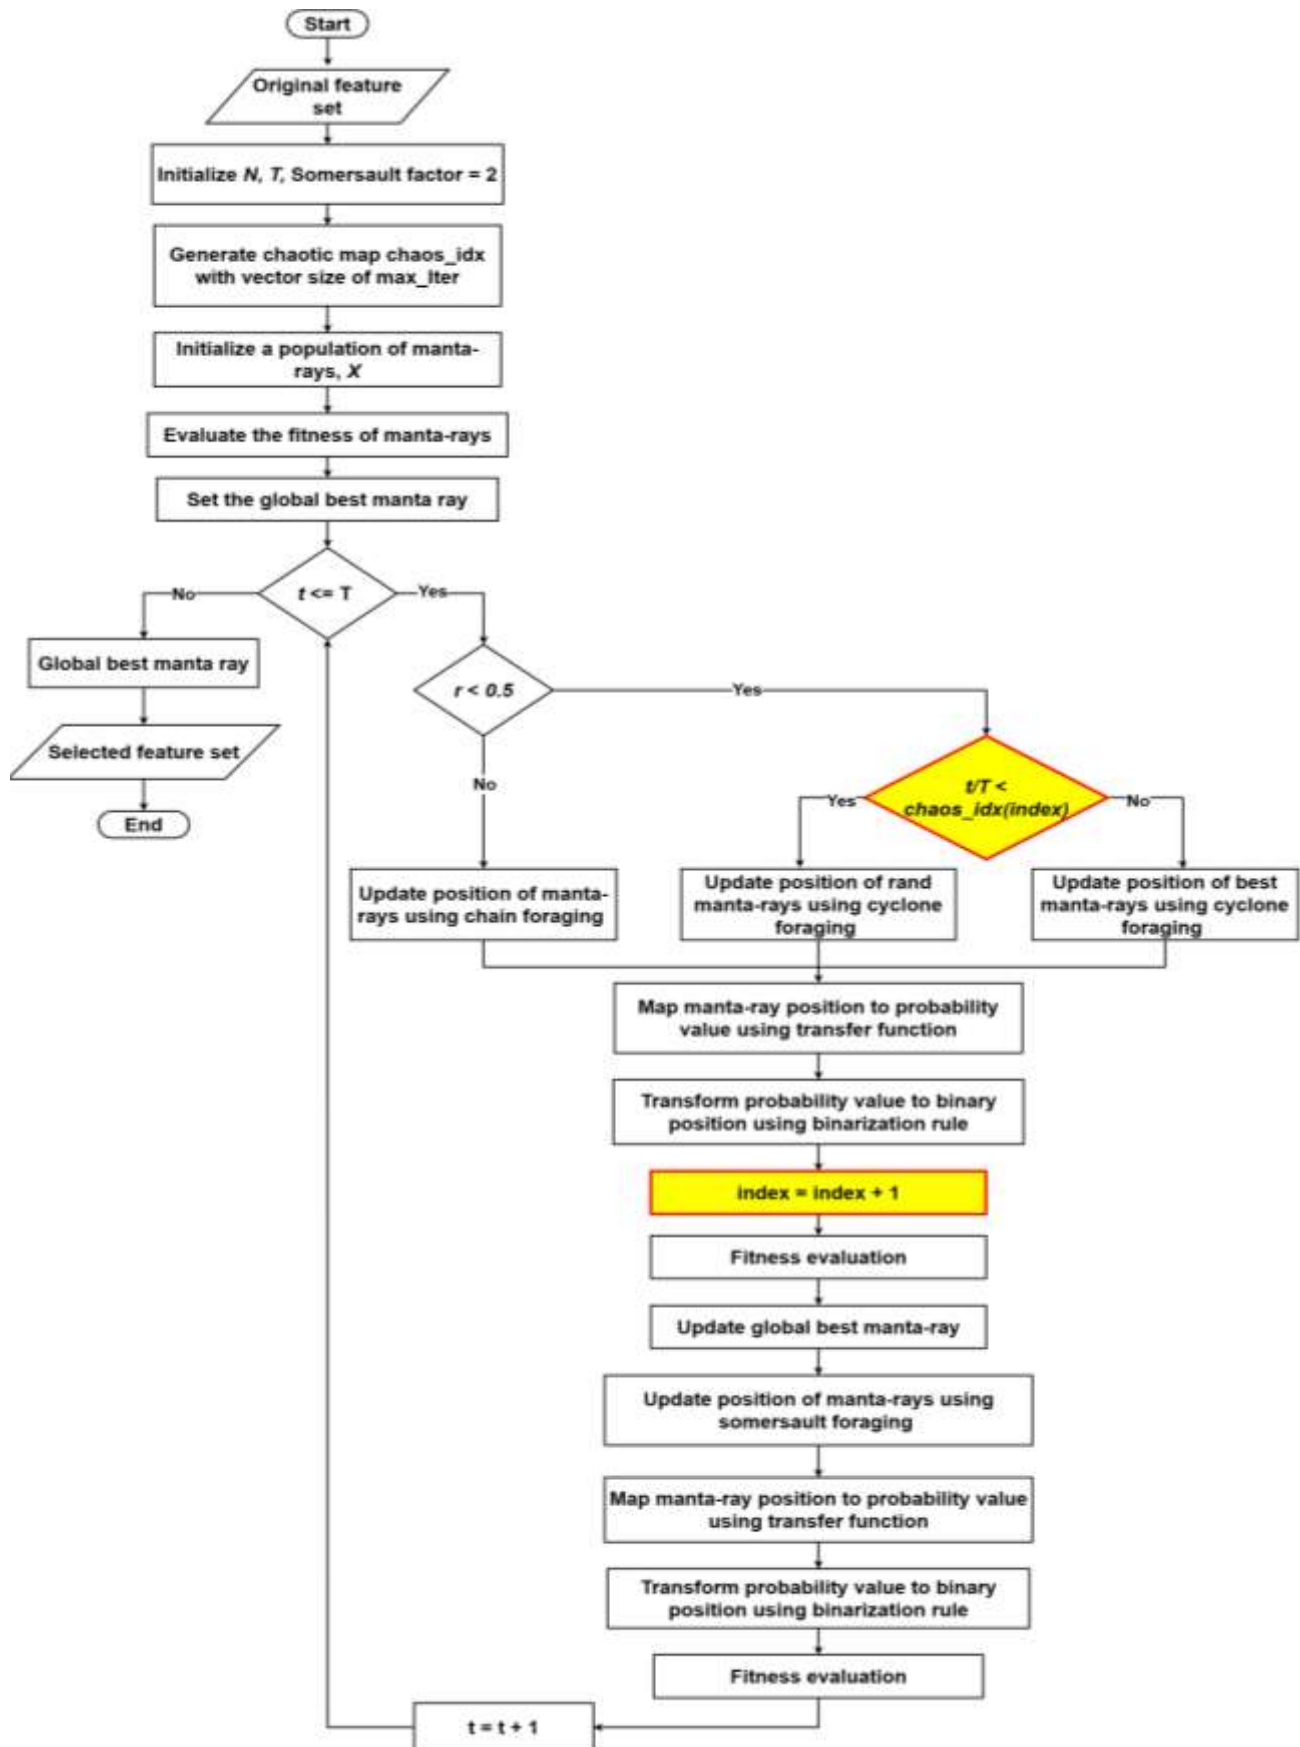 Start
Original feature
set
Initialize N, T, Somersault factor = 2
Generate chaotic map chaos_idx
with vector size of max_Iter
Initialize a population of manta-
rays, X
Evaluate the fitness of manta-rays
Set the global best manta ray
t <= T
No
Yes
Global best manta ray
Selected feature set
End
r < 0.5
Yes
No
t/T <
chaos_idx(index)
Yes
No
Update position of manta-
rays using chain foraging
Update position of rand
manta-rays using cyclone
foraging
Update position of best
manta-rays using cyclone
foraging
Map manta-ray position to probability
value using transfer function
Transform probability value to binary
position using binarization rule
index = index + 1
Fitness evaluation
Update global best manta-ray
Update position of manta-rays using
somersault foraging
Map manta-ray position to probability value
using transfer function
Transform probability value to binary
position using binarization rule
Fitness evaluation
t = t + 1